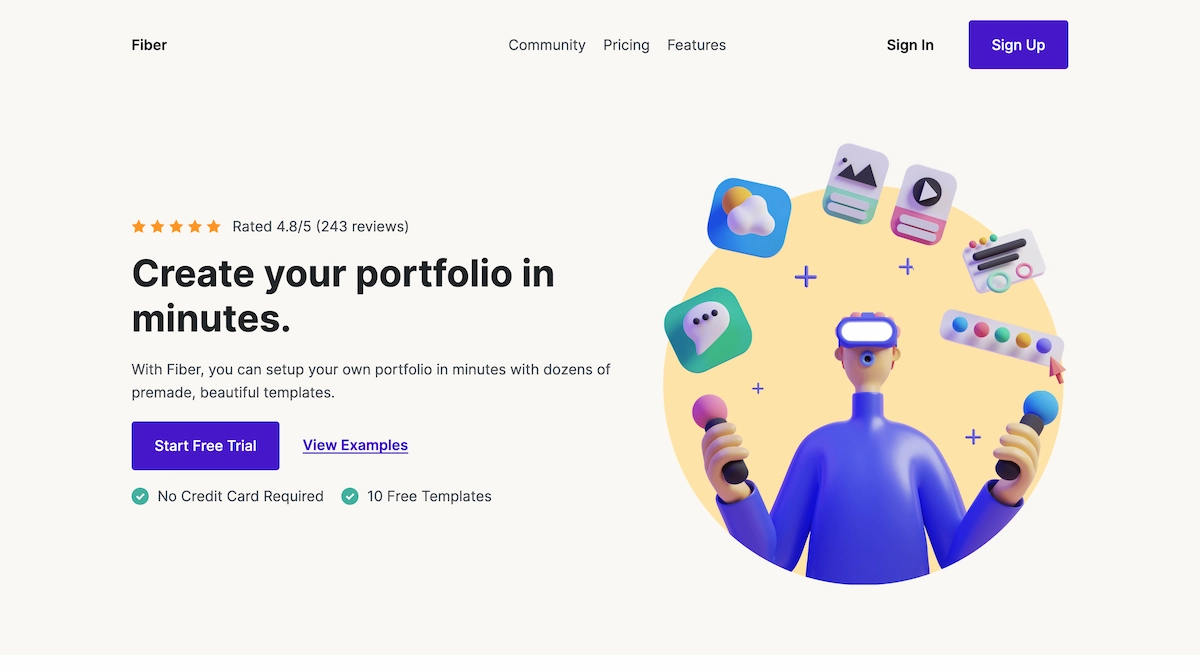 Fiber
Community
Pricing
Features
Sign In
Sign Up
Rated 4.8/5 (243 reviews)
Create your portfolio in
minutes.
With Fiber, you can setup your own portfolio in minutes with dozens of
premade, beautiful templates.
Start Free Trial
View Examples
No Credit Card Required
10 Free Templates